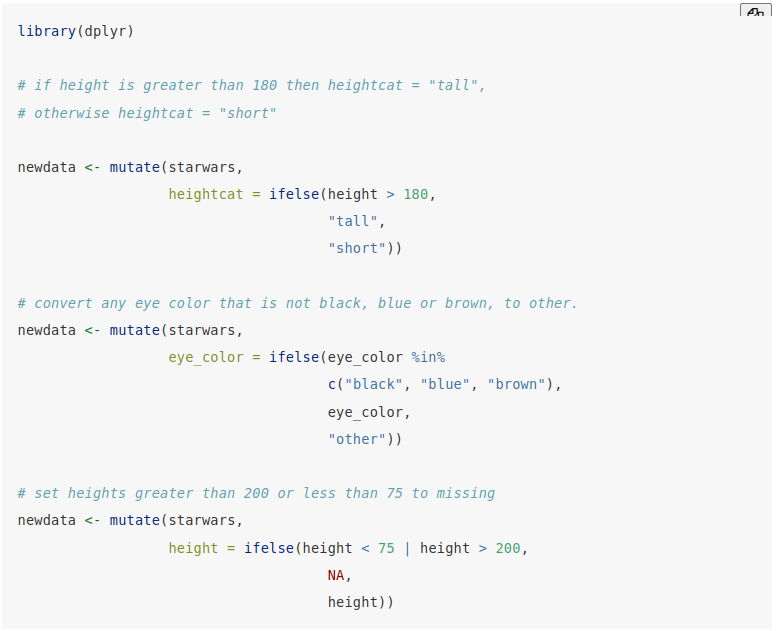 library(dplyr)
# if height is greater than 180 then heightcat = "tall",
# otherwise heightcat = "short"
newdata <- mutate(starwars,
                  heightcat = ifelse(height > 180,
                                     "tall",
                                     "short"))
# convert any eye color that is not black, blue or brown, to other.
newdata <- mutate(starwars,
                  eye_color = ifelse(eye_color %in%
                                     c("black", "blue", "brown"),
                                     eye_color,
                                     "other"))
# set heights greater than 200 or less than 75 to missing
newdata <- mutate(starwars,
                  height = ifelse(height < 75 | height > 200,
                                     NA,
                                     height))